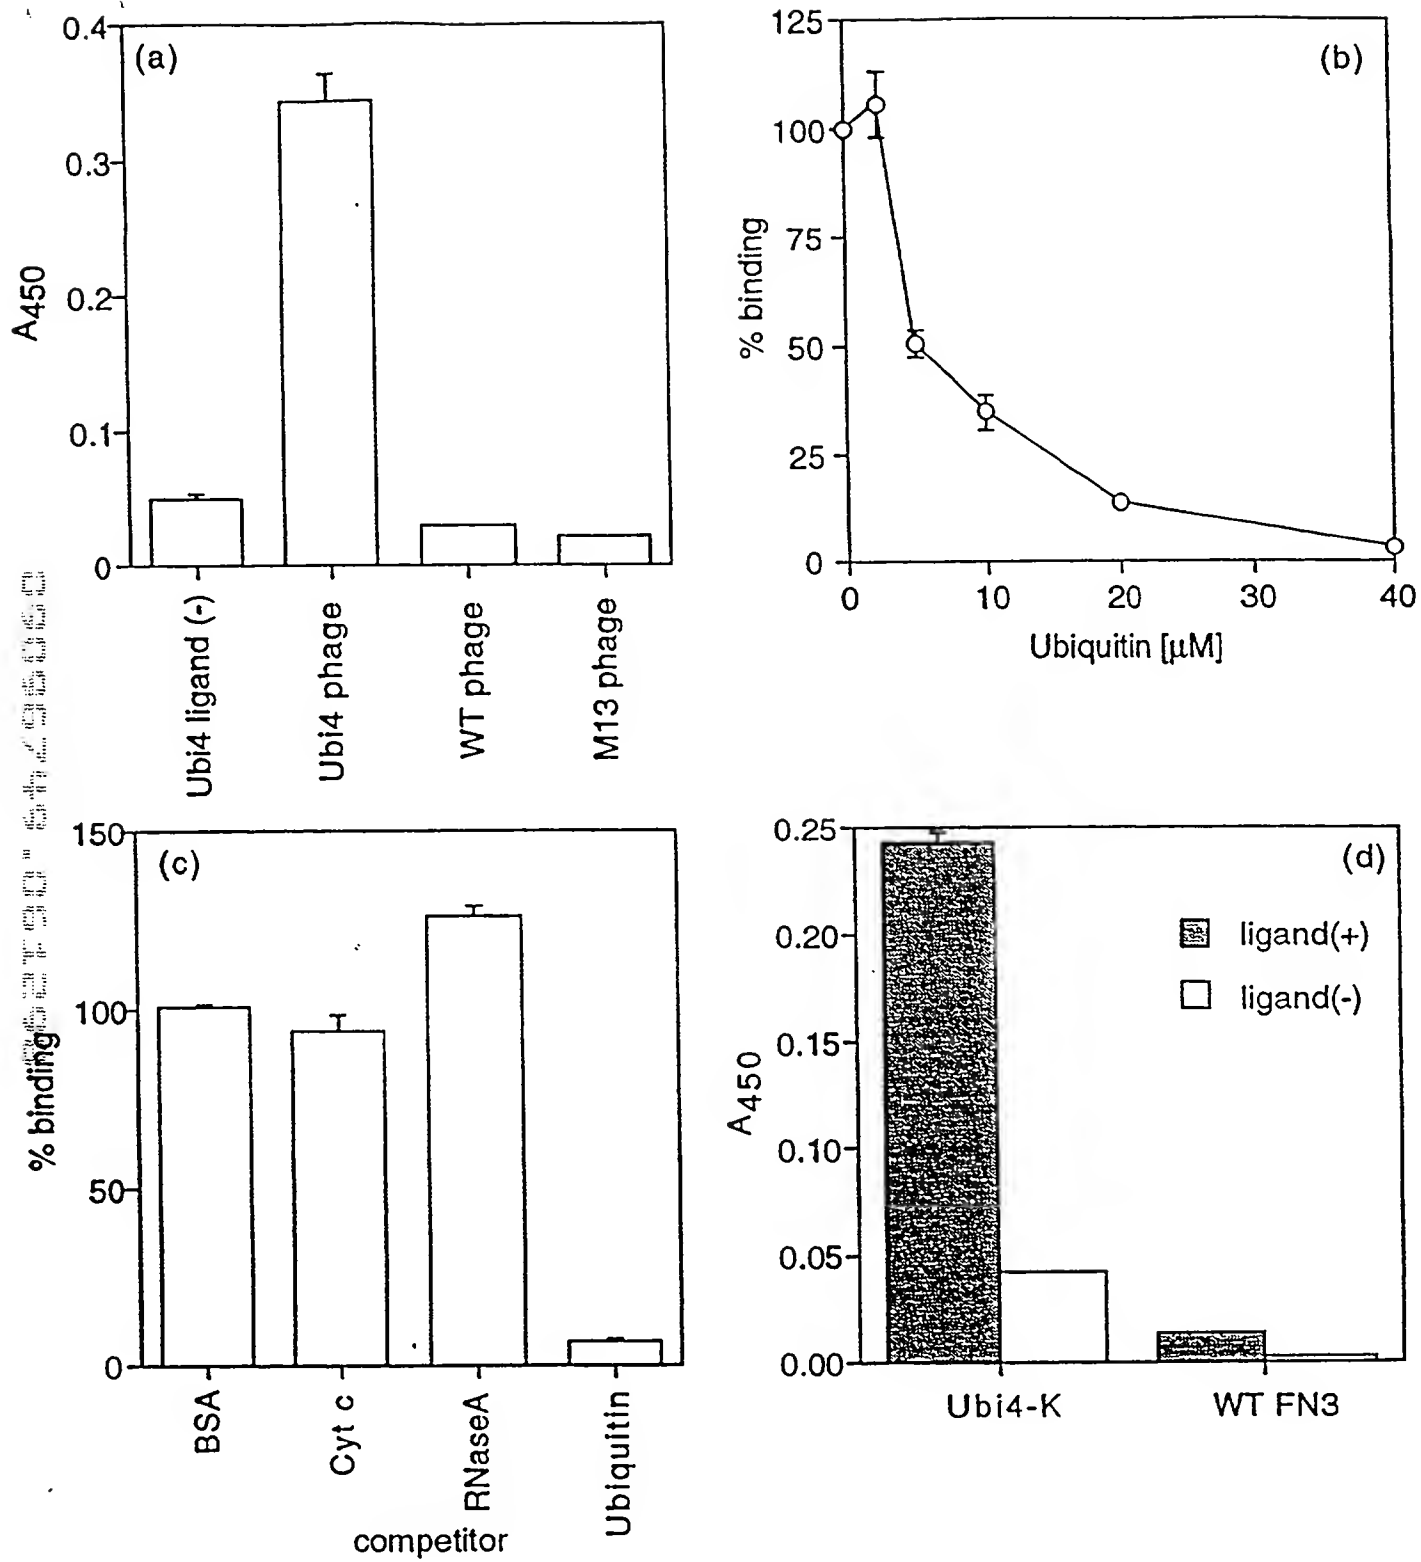 (a)
0.4
0.3
0.2
0.1
0
A450
Ubi4 ligand (-)
Ubi4 phage
WT phage
M13 phage
(b)
125
100
75
50
25
0
% binding
0 10 20 30 40
Ubiquitin [μM]
(c)
150
100
50
0
% binding
BSA
Cyt c
RNaseA
Ubiquitin
competitor
(d)
0.25
0.20
0.15
0.10
0.05
0.00
A450
ligand(+)
ligand(-)
Ubi4-K WT FN3